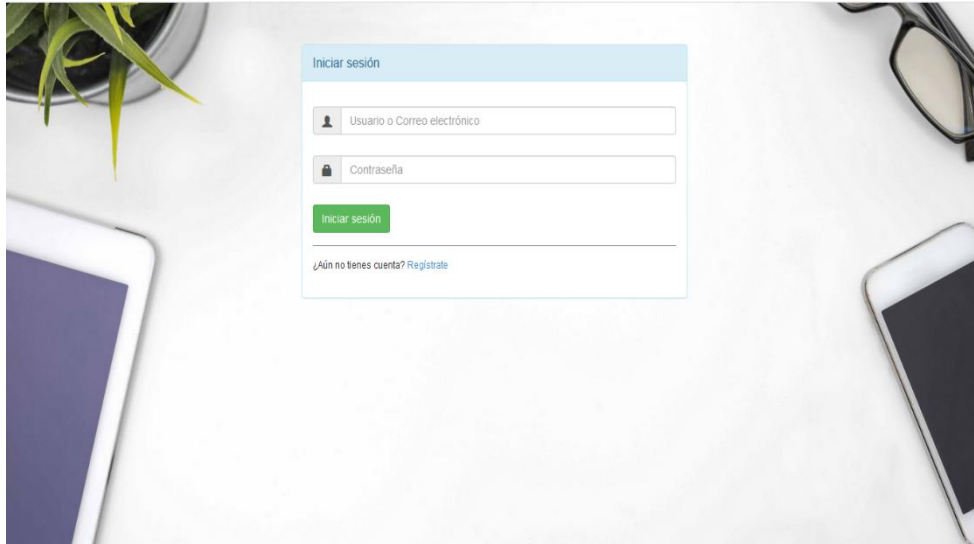 Iniciar sesión
Usuario o Correo electrónico
Contraseña
Iniciar sesión
¿Aún no tienes cuenta? Regístrate